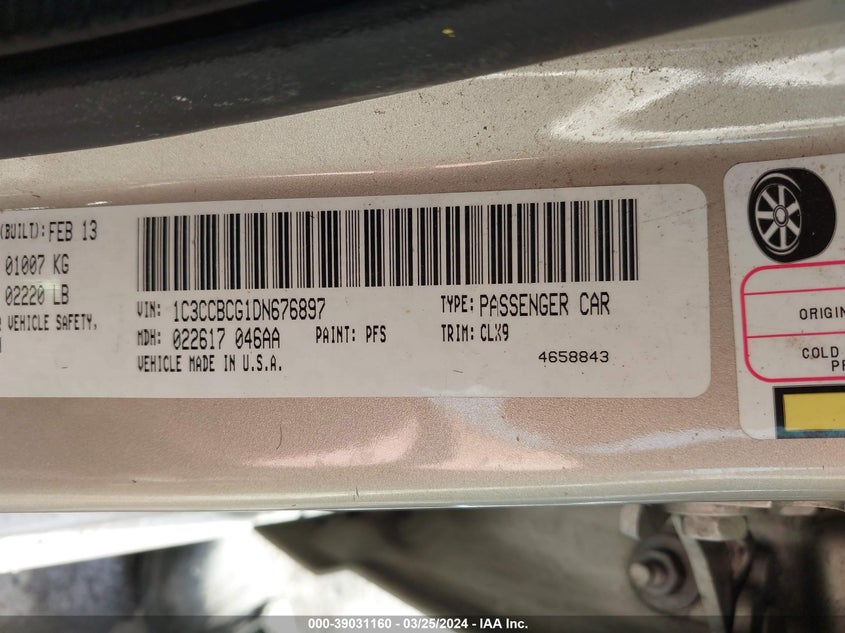 (BUILT): FEB 13
01007 KG
02220 LB
VEHICLE SAFETY,
VIN: 1C3CCBCG1DN676897
TYPE: PASSENGER CAR
MDH: 022617 046AA PAINT: PFS
TRIM: CLX9
VEHICLE MADE IN U.S.A.
4658843
ORIGIN
COLD
PR
000-39031160 - 03/25/2024 - IAA Inc.